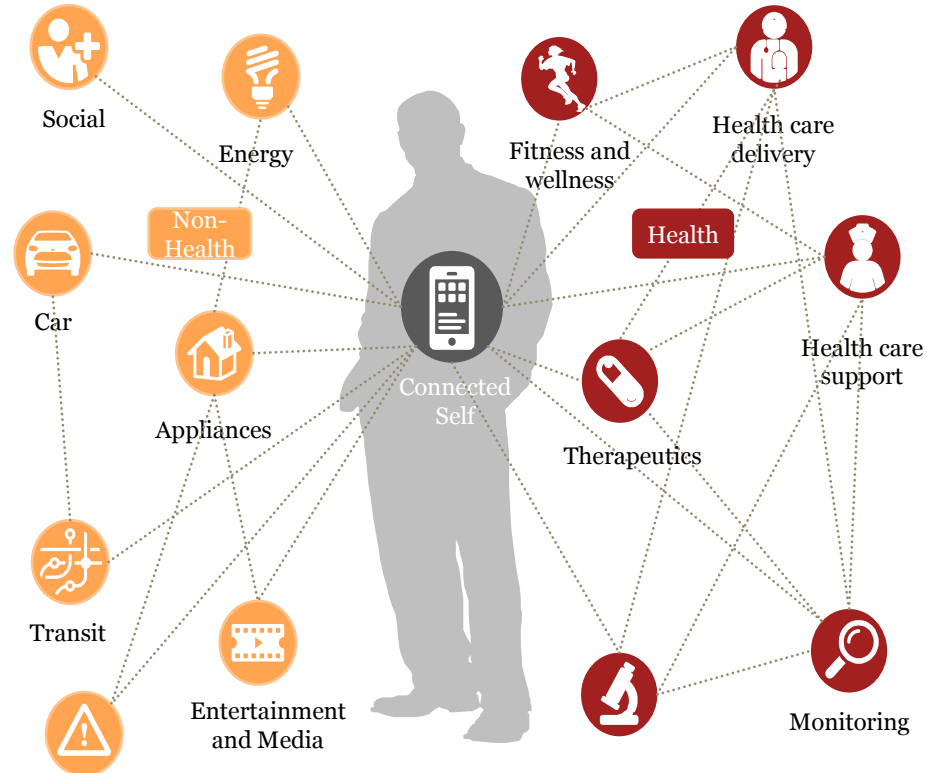 Social
Energy
Fitness and
wellness
Health care
delivery
Non-
Health
Health
Car
Health care
support
Appliances
Connected
Self
Therapeutics
Transit
Entertainment
and Media
Monitoring